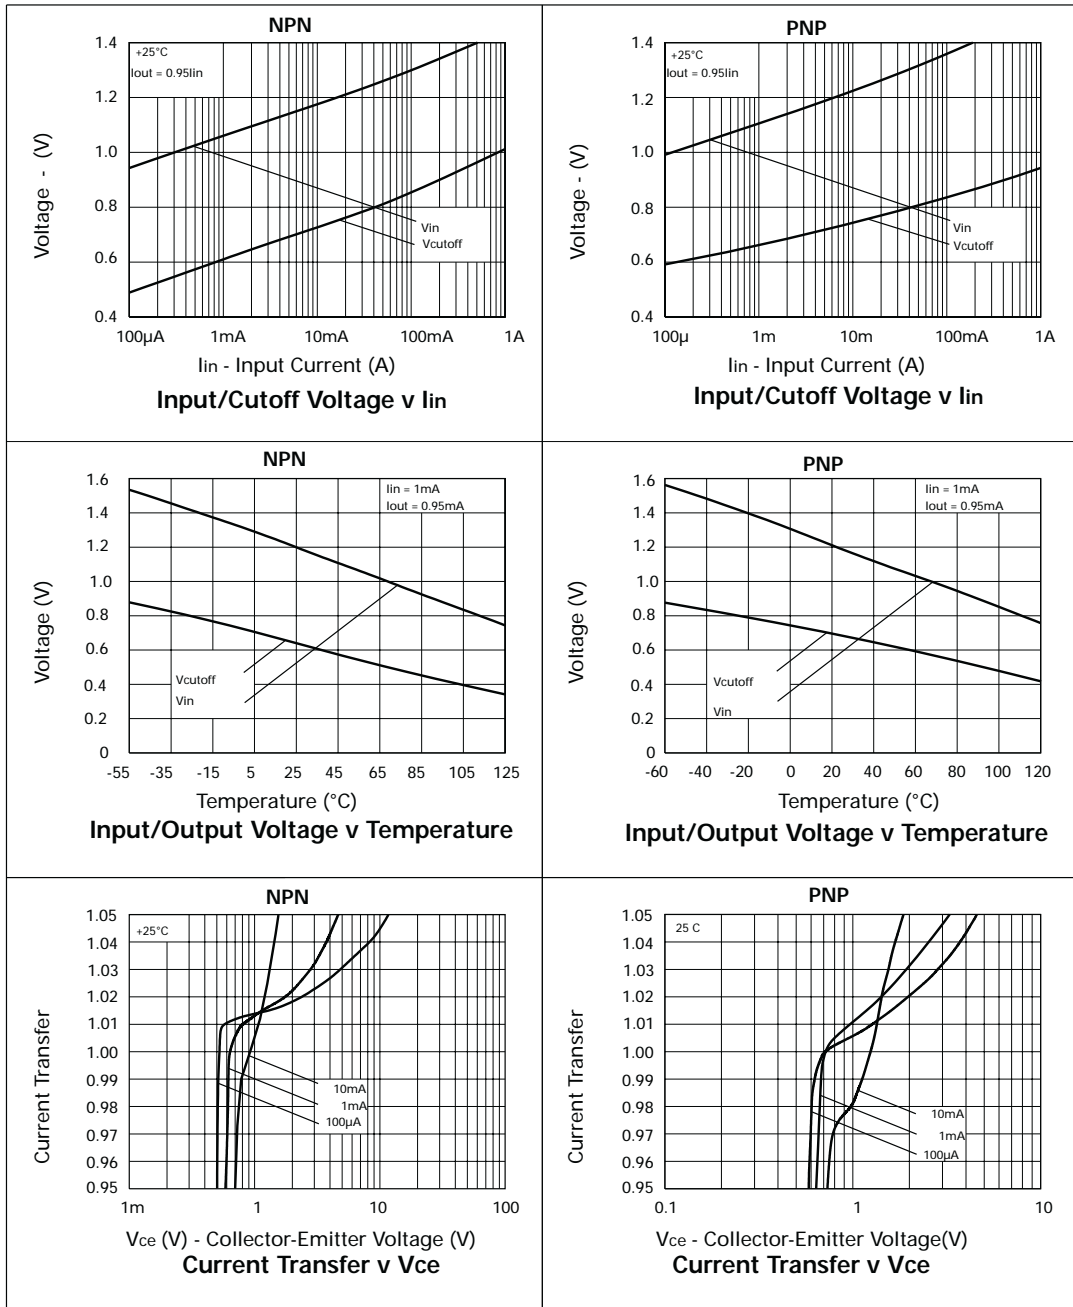 NPN
1.4
1.2
1.0
0.8
0.6
0.4
+25°C
Iout = 0.95Iin
Vin
Vcutoff
100µA 1mA 10mA 100mA 1A
Voltage - (V)
Iin - Input Current (A)
Input/Cutoff Voltage v Iin
PNP
1.4
1.2
1.0
0.8
0.6
0.4
+25°C
Iout = 0.95Iin
Vin
Vcutoff
100µ 1m 10m 100mA 1A
Voltage - (V)
Iin - Input Current (A)
Input/Cutoff Voltage v Iin
NPN
1.6
1.4
1.2
1.0
0.8
0.6
0.4
0.2
0
Iin = 1mA
Iout = 0.95mA
Vcutoff
Vin
-55 -35 -15 5 25 45 65 85 105 125
Voltage (V)
Temperature (°C)
Input/Output Voltage v Temperature
PNP
1.6
1.4
1.2
1.0
0.8
0.6
0.4
0.2
0
Iin = 1mA
Iout = 0.95mA
Vcutoff
Vin
-60 -40 -20 0 20 40 60 80 100 120
Voltage (V)
Temperature (°C)
Input/Output Voltage v Temperature
NPN
1.05
1.04
1.03
1.02
1.01
1.00
0.99
0.98
0.97
0.96
0.95
+25°C
10mA
1mA
100µA
1m 1 10 100
Current Transfer
Vce (V) - Collector-Emitter Voltage (V)
Current Transfer v Vce
PNP
1.05
1.04
1.03
1.02
1.01
1.00
0.99
0.98
0.97
0.96
0.95
25 C
10mA
1mA
100µA
0.1 1 10
Current Transfer
Vce - Collector-Emitter Voltage(V)
Current Transfer v Vce